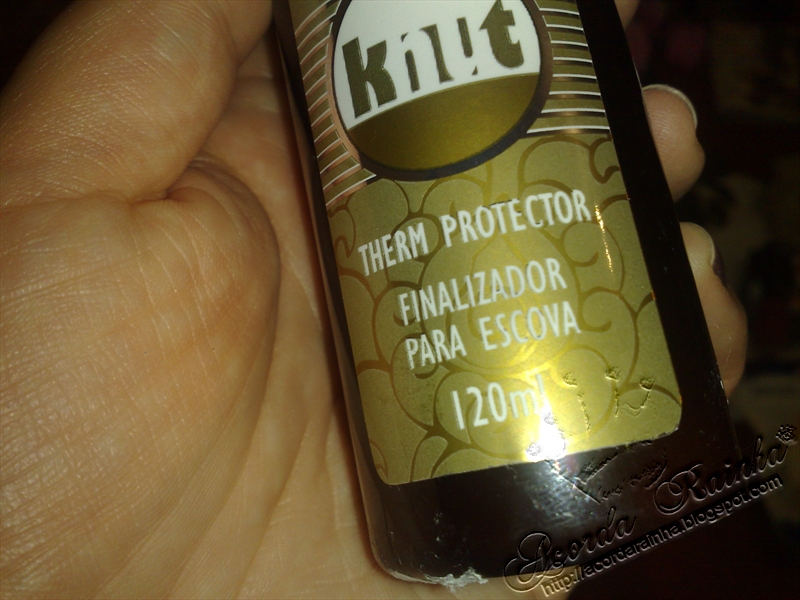 knut
THERM PROTECTOR
FINALIZADOR
PARA ESCOVA
120ml
Acorda Rainha
http://acordarainha.blogspot.com